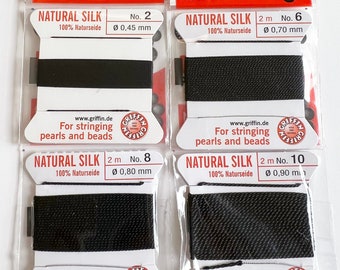 NATURAL SILK No. 2
100% Naturseide Ø 0,45 mm
www.griffin.de
For stringing
pearls and beads
GRIFFIN
NATURAL SILK 2 m No. 6
100% Naturseide Ø 0,70 mm
www.griffin.de
For stringing
pearls and beads
GRIFFIN
NATURAL SILK 2 m No. 8
100% Naturseide Ø 0,80 mm
NATURAL SILK 2 m No. 10
100% Naturseide Ø 0,90 mm